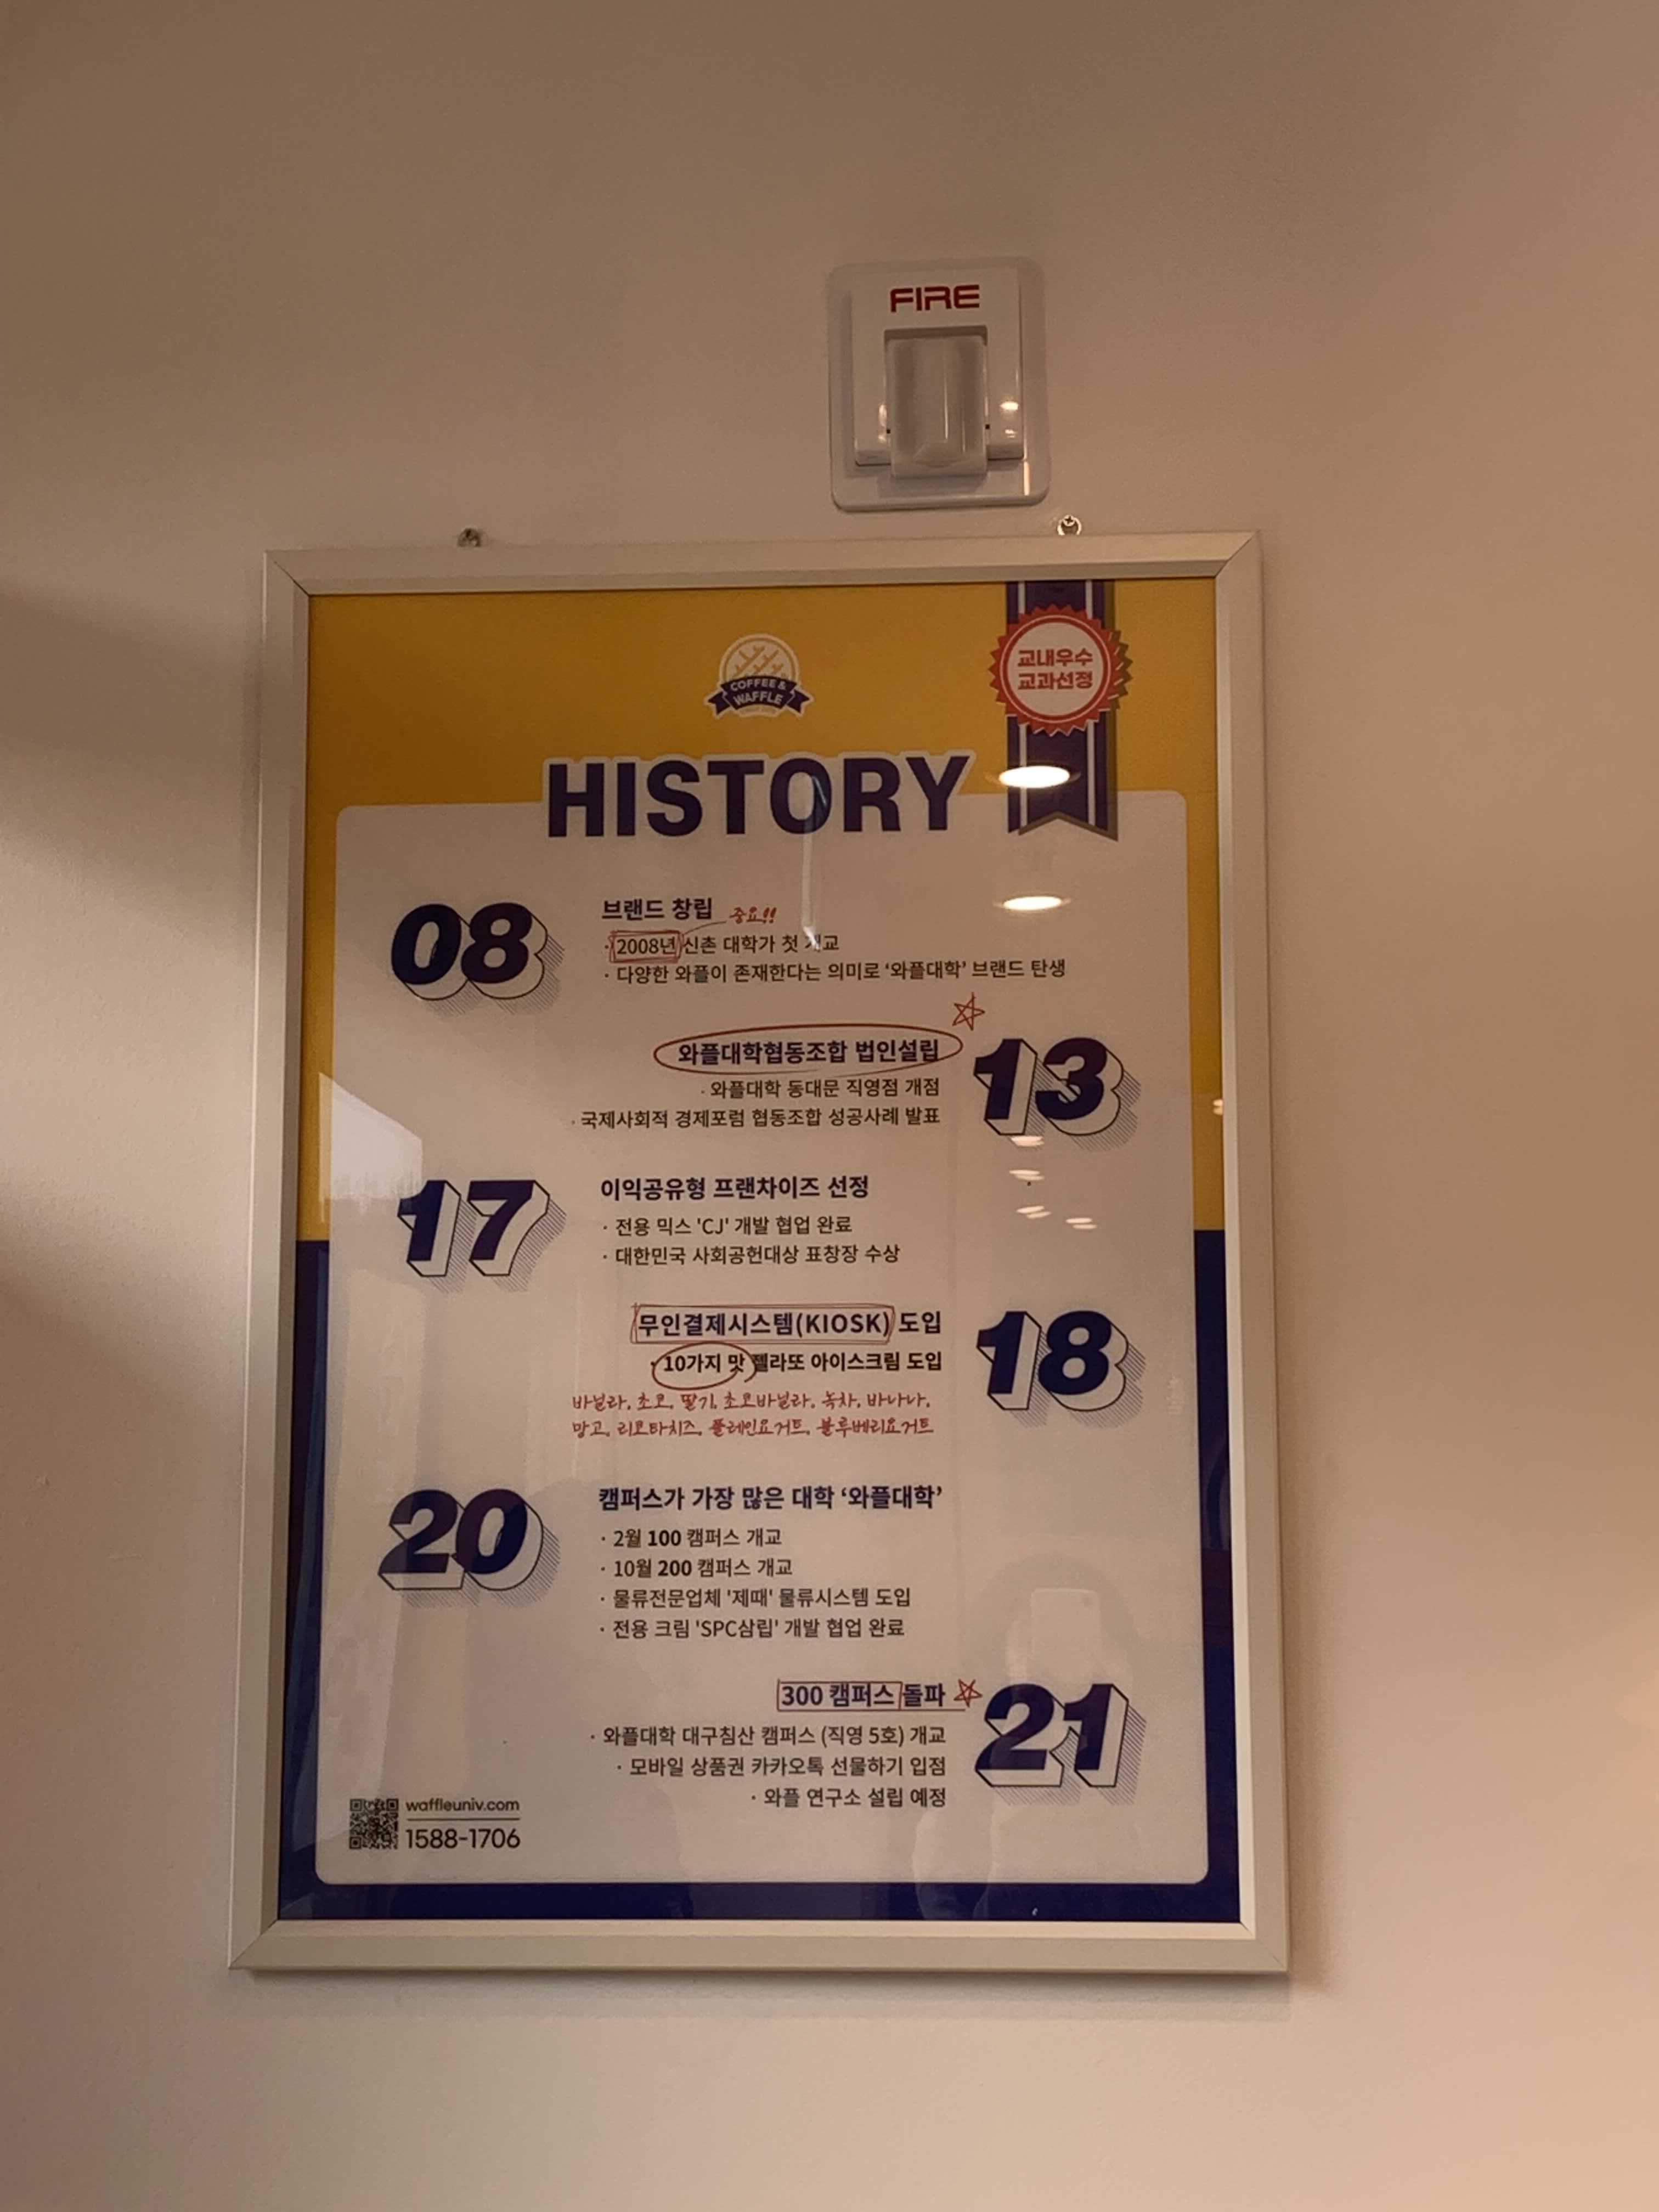 FIRE
COFFEE &
WAFFLE
교내우수
교과선정
HISTORY
08
브랜드 창립 중요!!
· 2008년 신촌 대학가 첫 개교
· 다양한 와플이 존재한다는 의미로 ‘와플대학’ 브랜드 탄생
13
와플대학협동조합 법인설립
· 와플대학 동대문 직영점 개점
· 국제사회적 경제포럼 협동조합 성공사례 발표
17
이익공유형 프랜차이즈 선정
· 전용 믹스 'CJ' 개발 협업 완료
· 대한민국 사회공헌대상 표창장 수상
18
무인결제시스템(KIOSK) 도입
· 10가지 맛 젤라또 아이스크림 도입
바닐라, 초코, 딸기, 초코바닐라, 녹차, 바나나,
망고, 리코타치즈, 플레인요거트, 블루베리요거트
20
캠퍼스가 가장 많은 대학 ‘와플대학’
· 2월 100 캠퍼스 개교
· 10월 200 캠퍼스 개교
· 물류전문업체 '제때' 물류시스템 도입
· 전용 크림 'SPC삼립' 개발 협업 완료
21
300 캠퍼스 돌파
· 와플대학 대구침산 캠퍼스 (직영 5호) 개교
· 모바일 상품권 카카오톡 선물하기 입점
· 와플 연구소 설립 예정
waffleuniv.com
1588-1706